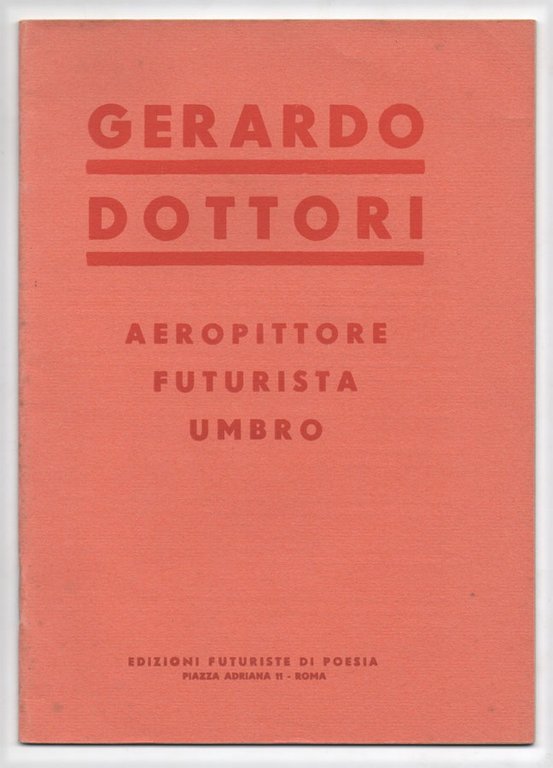 GERARDO
DOTTORI
AEROPITTORE
FUTURISTA
UMBRO
EDIZIONI FUTURISTE DI POESIA
PIAZZA ADRIANA 11 - ROMA